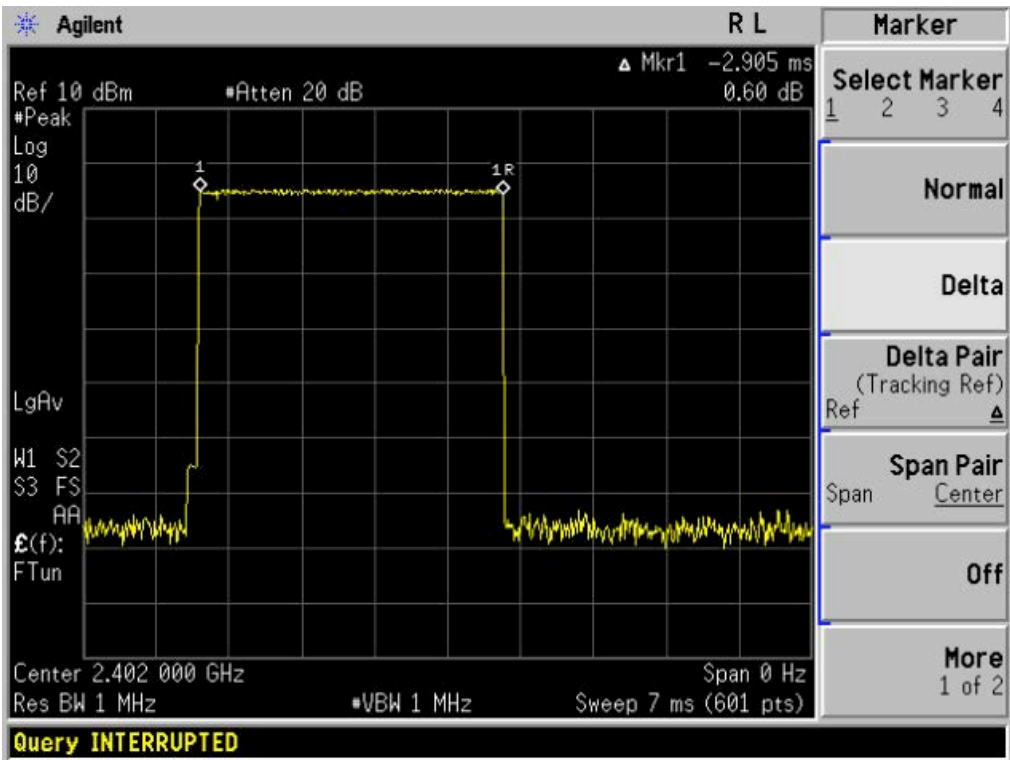 Agilent R L Marker
Δ Mkr1 -2.905 ms
Ref 10 dBm #Atten 20 dB 0.60 dB
#Peak
Log
10
dB/
1
1R
LgAv
W1 S2
S3 FS
AA
£(f):
FTun
Center 2.402 000 GHz Span 0 Hz
Res BW 1 MHz #VBW 1 MHz Sweep 7 ms (601 pts)
Query INTERRUPTED
Select Marker
1 2 3 4
Normal
Delta
Delta Pair
(Tracking Ref)
Ref Δ
Span Pair
Span Center
Off
More
1 of 2